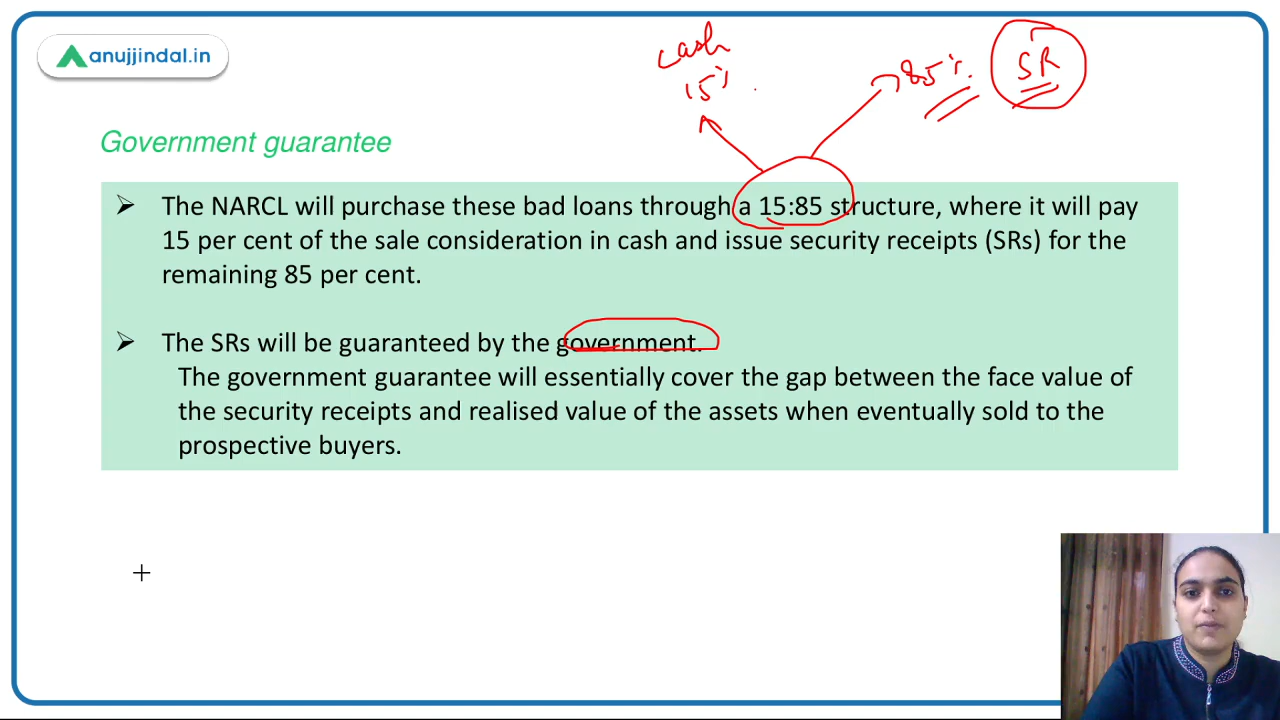 anujjindal.in
cash
15%
85%
SR
Government guarantee
The NARCL will purchase these bad loans through a 15:85 structure, where it will pay
15 per cent of the sale consideration in cash and issue security receipts (SRs) for the
remaining 85 per cent.
The SRs will be guaranteed by the government.
The government guarantee will essentially cover the gap between the face value of
the security receipts and realised value of the assets when eventually sold to the
prospective buyers.